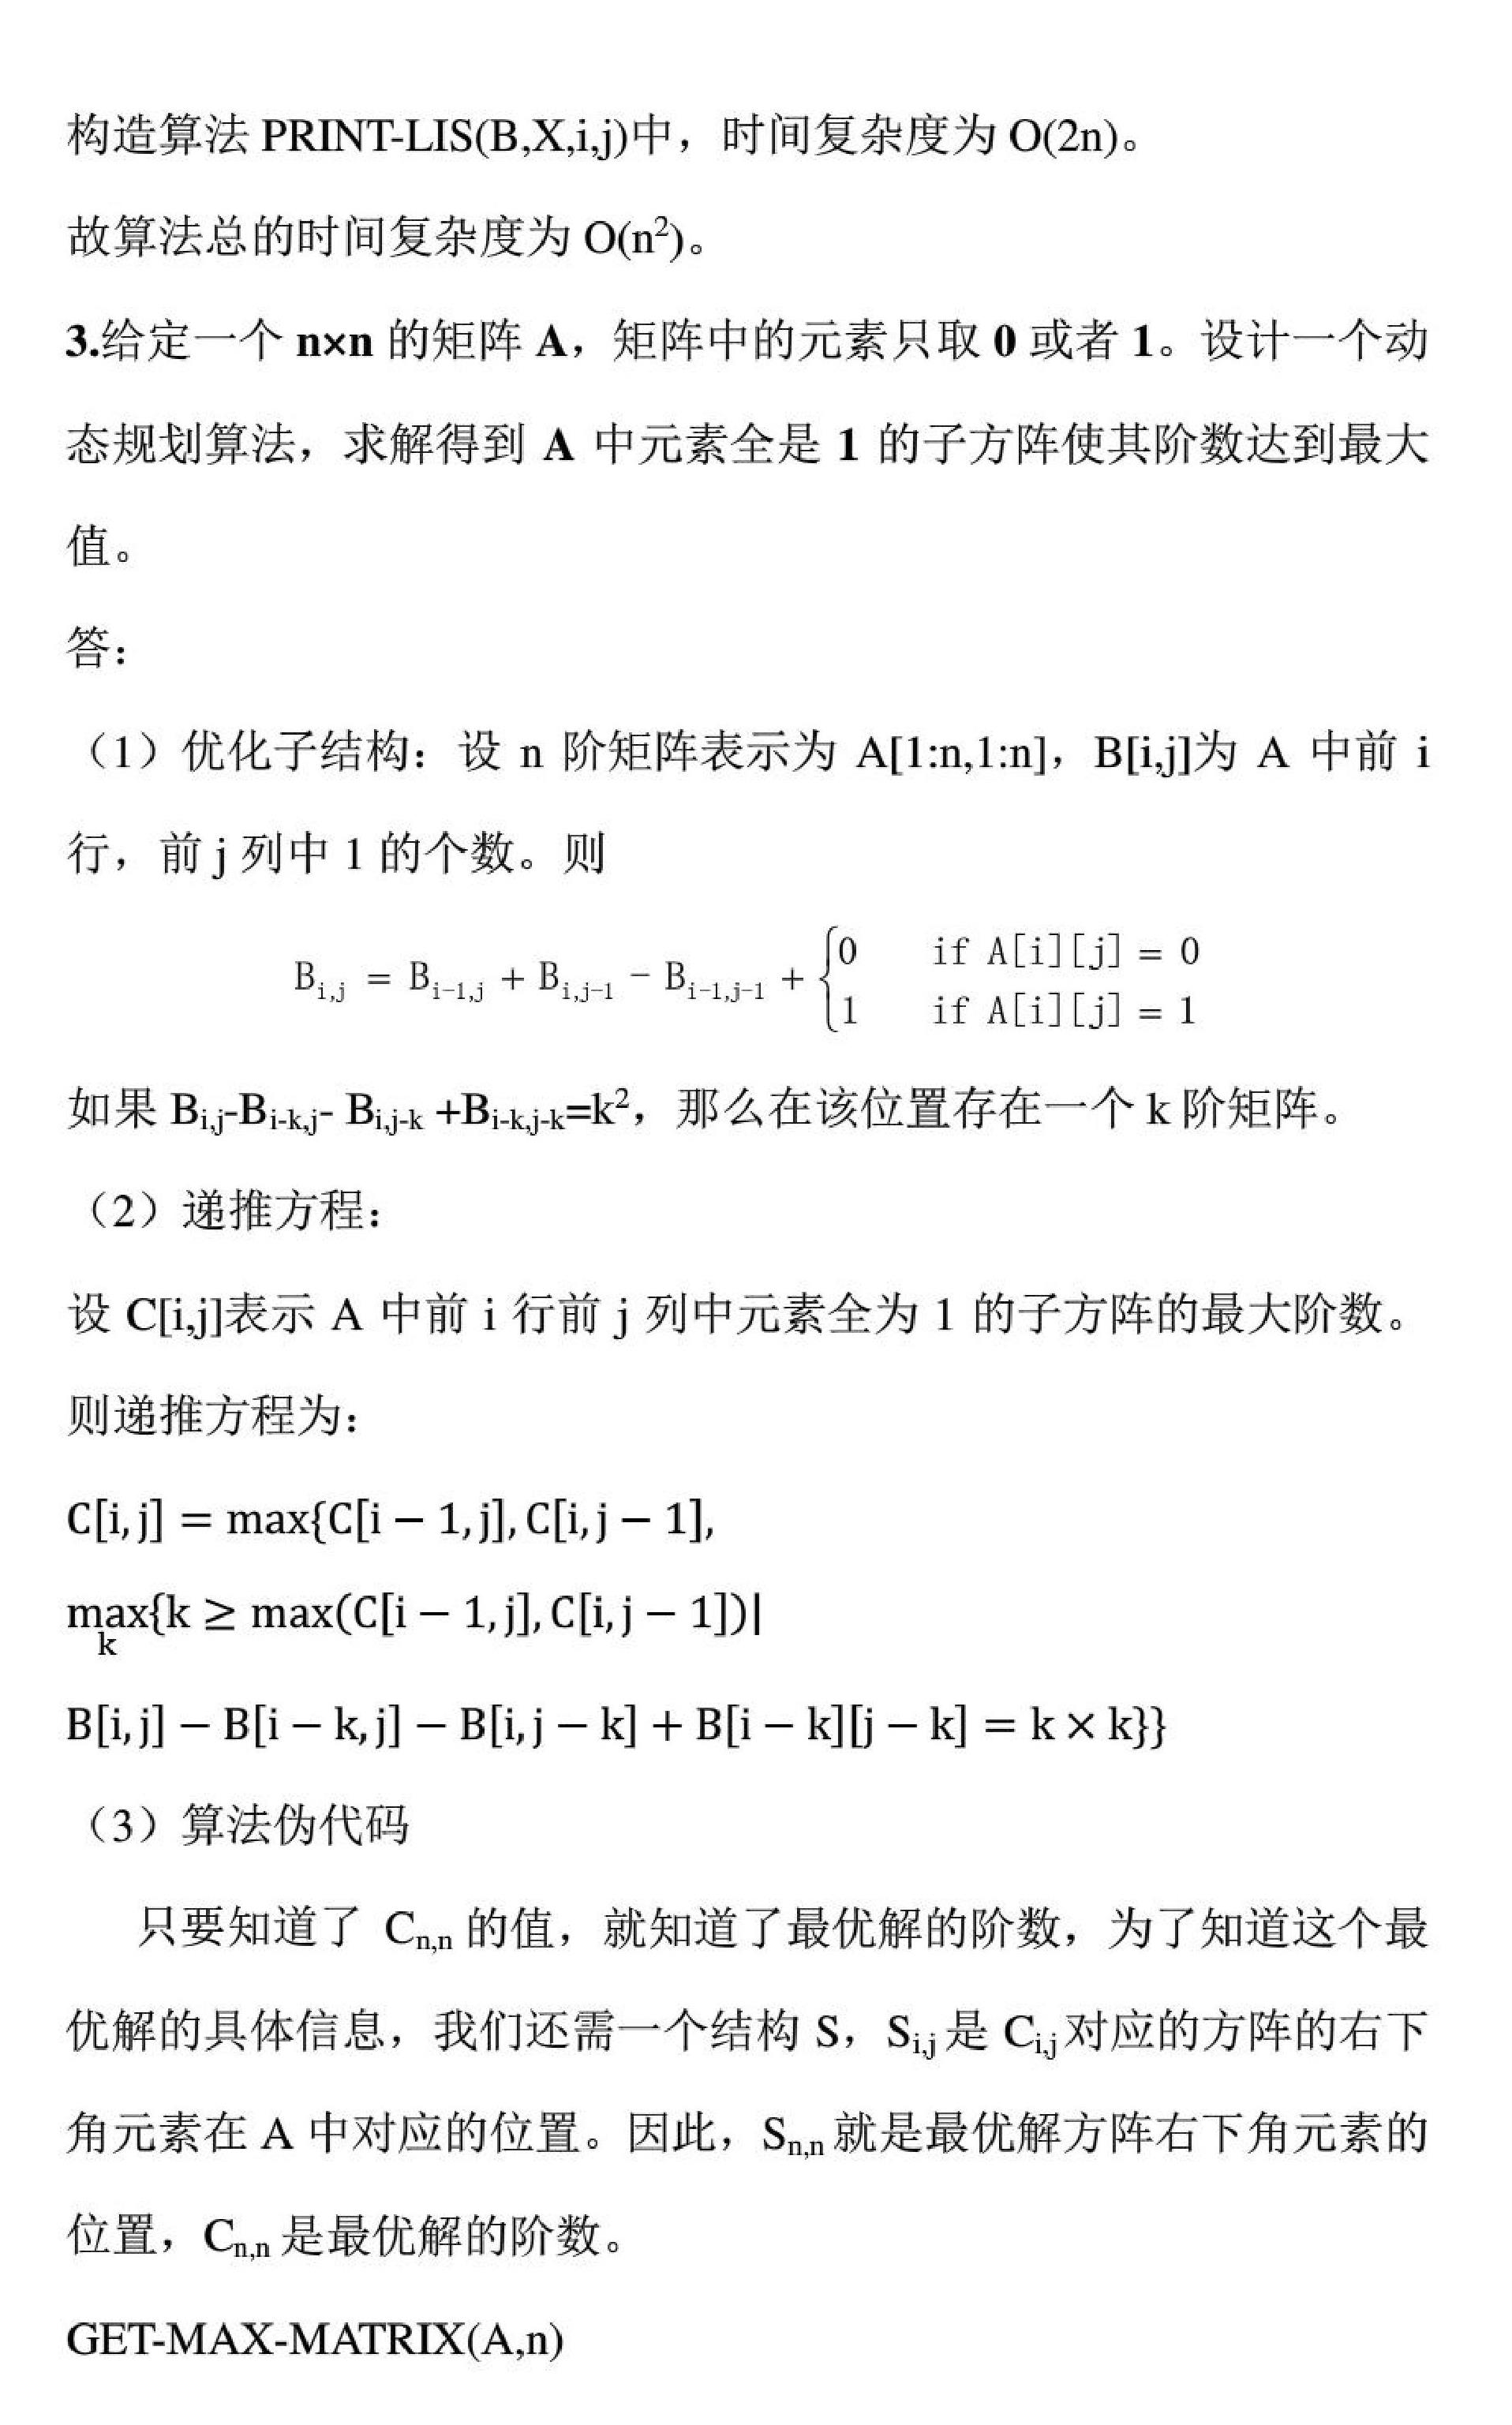 构造算法 PRINT-LIS(B,X,i,j)中，时间复杂度为 O(2n)。
故算法总的时间复杂度为 O(n²)。
3.给定一个 n×n 的矩阵 A，矩阵中的元素只取 0 或者 1。设计一个动
态规划算法，求解得到 A 中元素全是 1 的子方阵使其阶数达到最大
值。
答：
（1）优化子结构：设 n 阶矩阵表示为 A[1:n,1:n]，B[i,j]为 A 中前 i
行，前 j 列中 1 的个数。则
B_{i,j} = B_{i-1,j} + B_{i,j-1} - B_{i-1,j-1} + { 0 if A[i][j] = 0
1 if A[i][j] = 1
如果 B_{i,j}-B_{i-k,j}- B_{i,j-k} +B_{i-k,j-k}=k²，那么在该位置存在一个 k 阶矩阵。
（2）递推方程：
设 C[i,j]表示 A 中前 i 行前 j 列中元素全为 1 的子方阵的最大阶数。
则递推方程为：
C[i, j] = max{C[i − 1, j], C[i, j − 1],
max_k{k ≥ max(C[i − 1, j], C[i, j − 1])|
B[i, j] − B[i − k, j] − B[i, j − k] + B[i − k][j − k] = k × k}}
（3）算法伪代码
只要知道了 C_{n,n} 的值，就知道了最优解的阶数，为了知道这个最
优解的具体信息，我们还需一个结构 S，S_{i,j} 是 C_{i,j} 对应的方阵的右下
角元素在 A 中对应的位置。因此，S_{n,n} 就是最优解方阵右下角元素的
位置，C_{n,n} 是最优解的阶数。
GET-MAX-MATRIX(A,n)